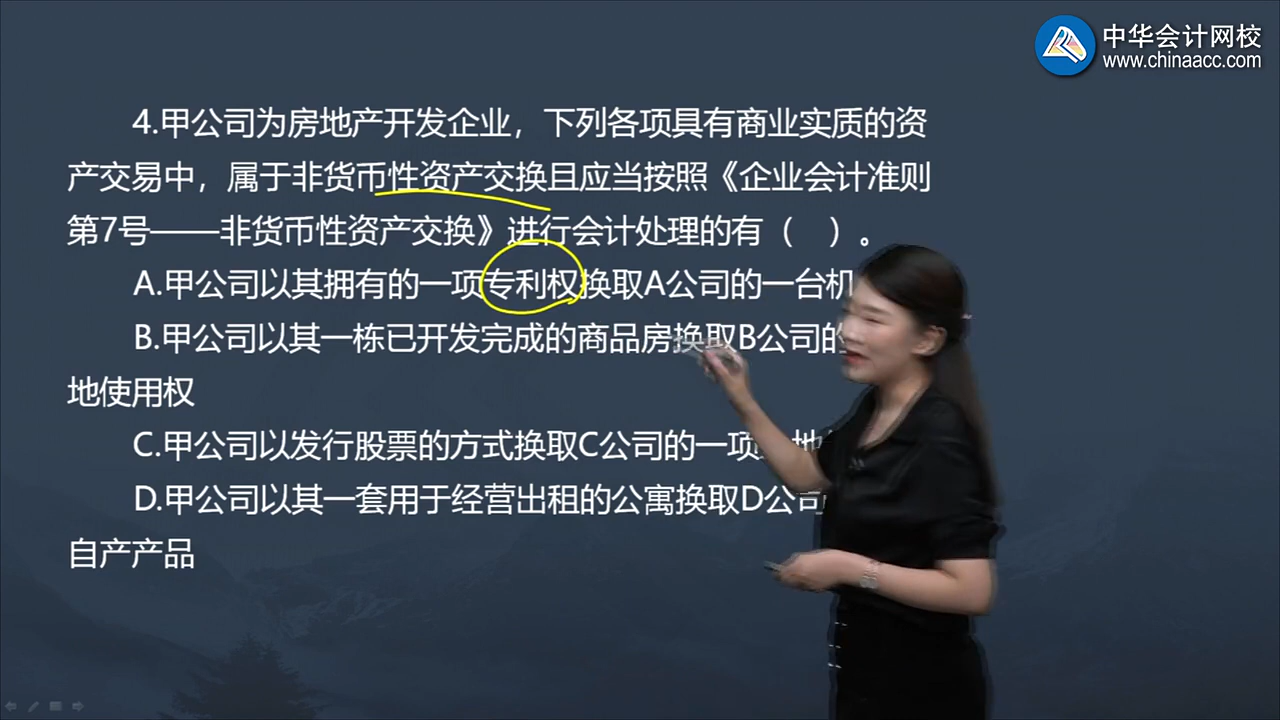 中华会计网校
www.chinaacc.com
4.甲公司为房地产开发企业，下列各项具有商业实质的资
产交易中，属于非货币性资产交换且应当按照《企业会计准则
第7号——非货币性资产交换》进行会计处理的有（　）。
A.甲公司以其拥有的一项专利权换取A公司的一台机
B.甲公司以其一栋已开发完成的商品房换取B公司的
地使用权
C.甲公司以发行股票的方式换取C公司的一项
D.甲公司以其一套用于经营出租的公寓换取D公司
自产产品